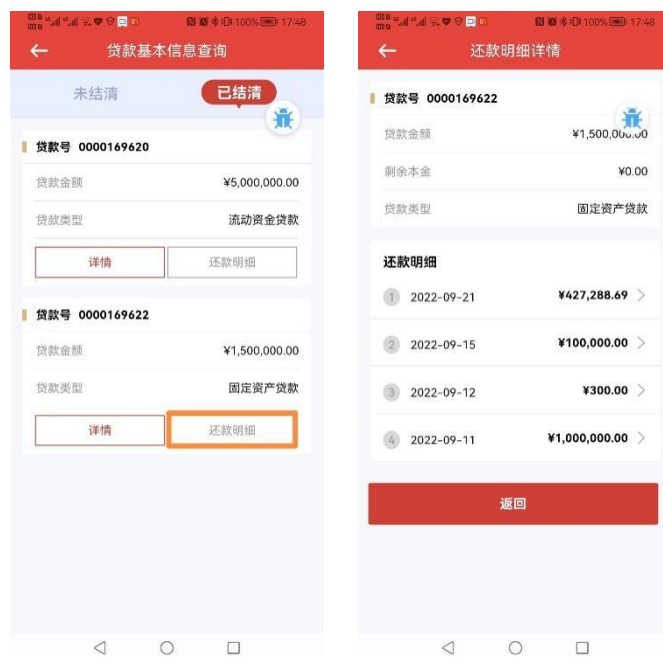 100% 17:48
贷款基本信息查询
未结清
已结清
贷款号 0000169620
贷款金额 ¥5,000,000.00
贷款类型 流动资金贷款
详情 还款明细
贷款号 0000169622
贷款金额 ¥1,500,000.00
贷款类型 固定资产贷款
详情 还款明细
100% 17:48
还款明细详情
贷款号 0000169622
贷款金额 ¥1,500,000.00
剩余本金 ¥0.00
贷款类型 固定资产贷款
还款明细
1 2022-09-21 ¥427,288.69
2 2022-09-15 ¥100,000.00
3 2022-09-12 ¥300.00
4 2022-09-11 ¥1,000,000.00
返回